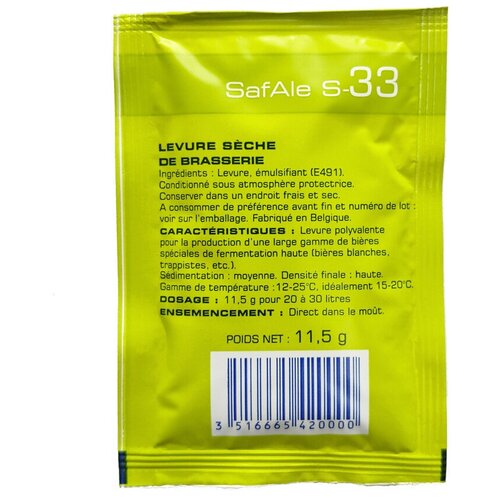 SafAle S-33
LEVURE SÈCHE
DE BRASSERIE
Ingrédients : Levure, émulsifiant (E491).
Conditionné sous atmosphère protectrice.
Conserver dans un endroit frais et sec.
A consommer de préférence avant fin et numéro de lot :
voir sur l'emballage. Fabriqué en Belgique.
CARACTÉRISTIQUES : Levure polyvalente
pour la production d'une large gamme de bières
spéciales de fermentation haute (bières blanches,
trappistes, etc.).
Sédimentation : moyenne. Densité finale : haute.
Gamme de température :12-25°C, idéalement 15-20°C.
DOSAGE : 11,5 g pour 20 à 30 litres
ENSEMENCEMENT : Direct dans le moût.
POIDS NET : 11,5 g
3 516665 420000